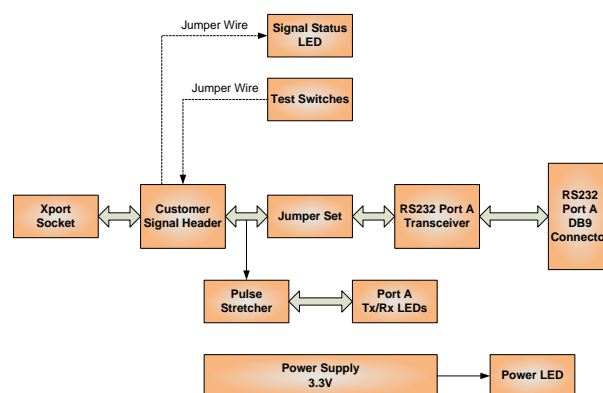 Jumper Wire
Signal Status
LED
Jumper Wire
Test Switches
Xport
Socket
Customer
Signal Header
Jumper Set
RS232 Port A
Transceiver
RS232
Port A
DB9
Connector
Pulse
Stretcher
Port A
Tx/Rx LEDs
Power Supply
3.3V
Power LED